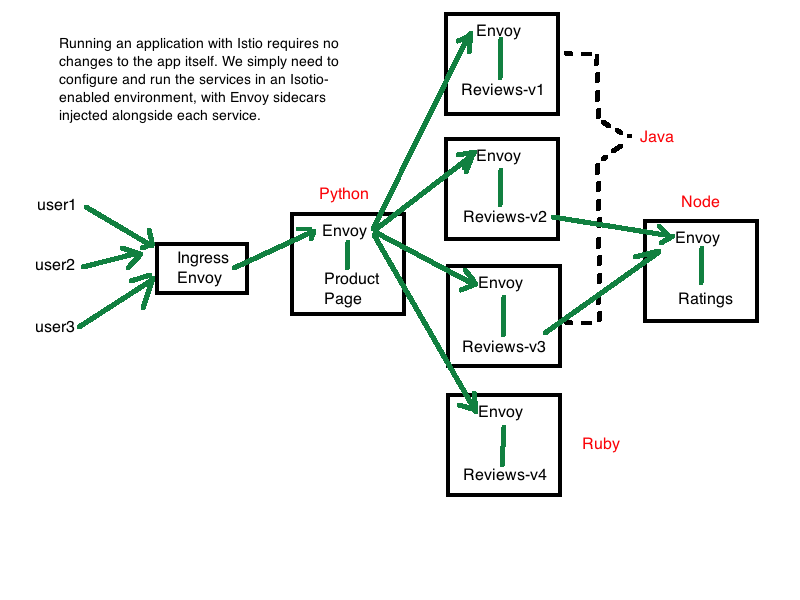 Running an application with Istio requires no
changes to the app itself. We simply need to
configure and run the services in an Isotio-
enabled environment, with Envoy sidecars
injected alongside each service.
user1
user2
user3
Ingress
Envoy
Python
Envoy
Product
Page
Envoy
Reviews-v1
Envoy
Reviews-v2
Envoy
Reviews-v3
Envoy
Reviews-v4
Java
Ruby
Node
Envoy
Ratings